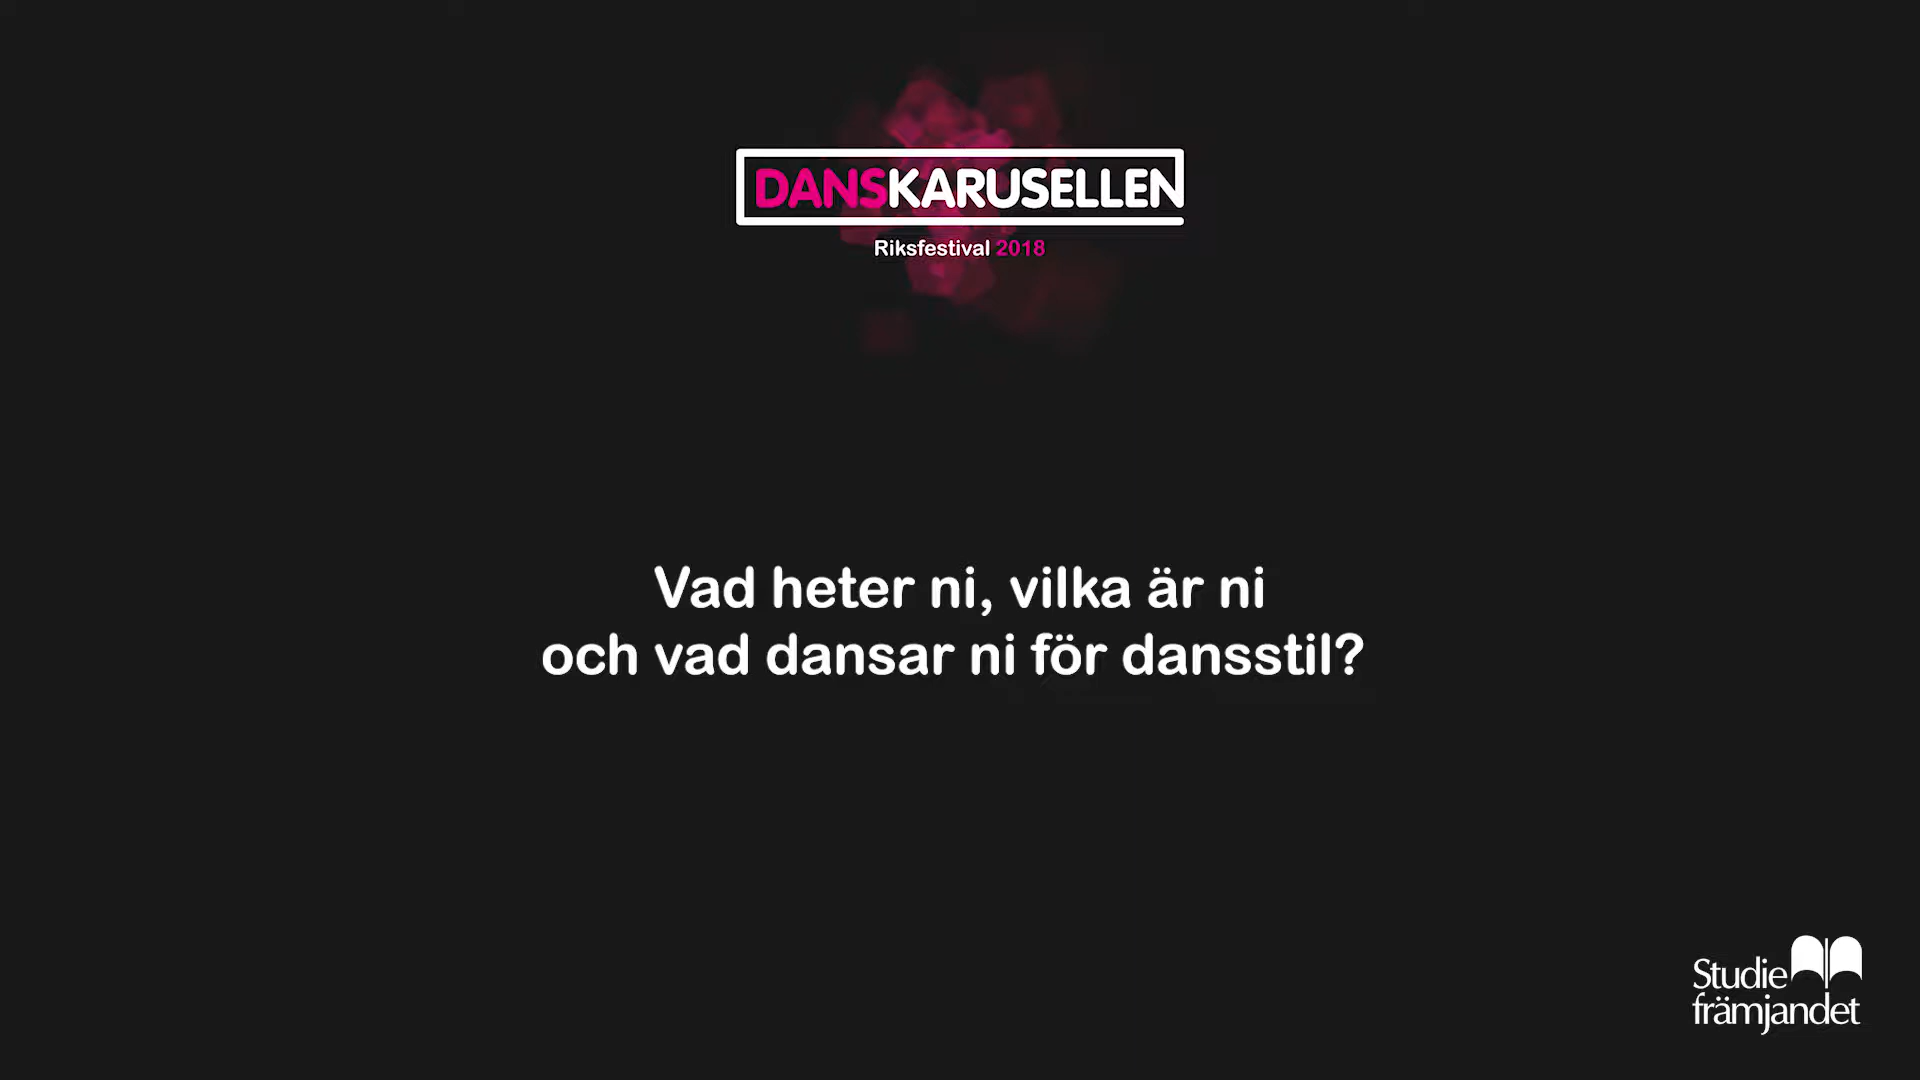 DANSKARUSELLEN
Riksfestival 2018
Vad heter ni, vilka är ni
och vad dansar ni för dansstil?
Studie
främjandet